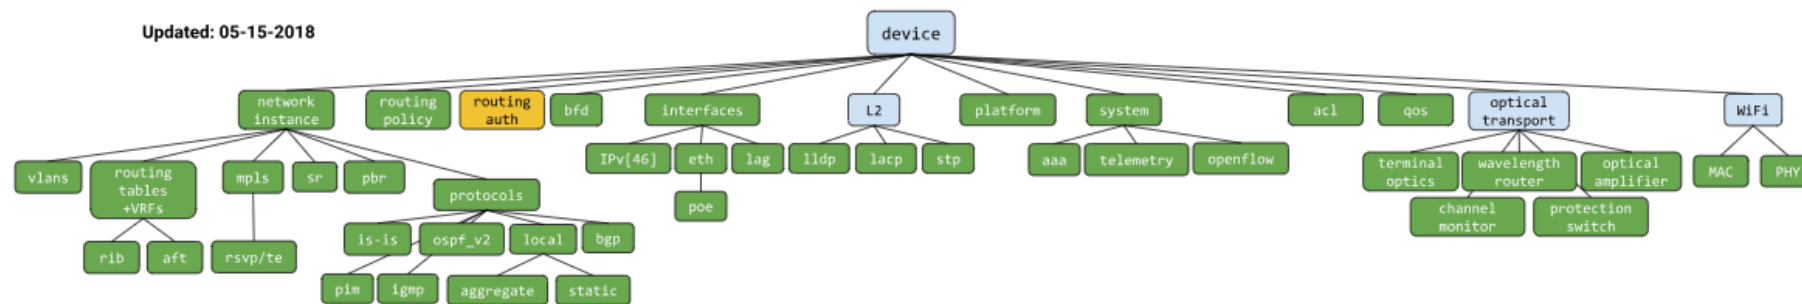 Updated: 05-15-2018
device
network
instance
routing
policy
routing
auth
bfd
interfaces
L2
platform
system
acl
qos
optical
transport
WiFi
vlans
routing
tables
+VRFs
mpls
sr
pbr
protocols
IPv[46]
eth
lag
lldp
lacp
stp
aaa
telemetry
openflow
terminal
optics
wavelength
router
optical
amplifier
MAC
PHY
poe
channel
monitor
protection
switch
rib
aft
rsvp/te
is-is
ospf_v2
local
bgp
pim
igmp
aggregate
static